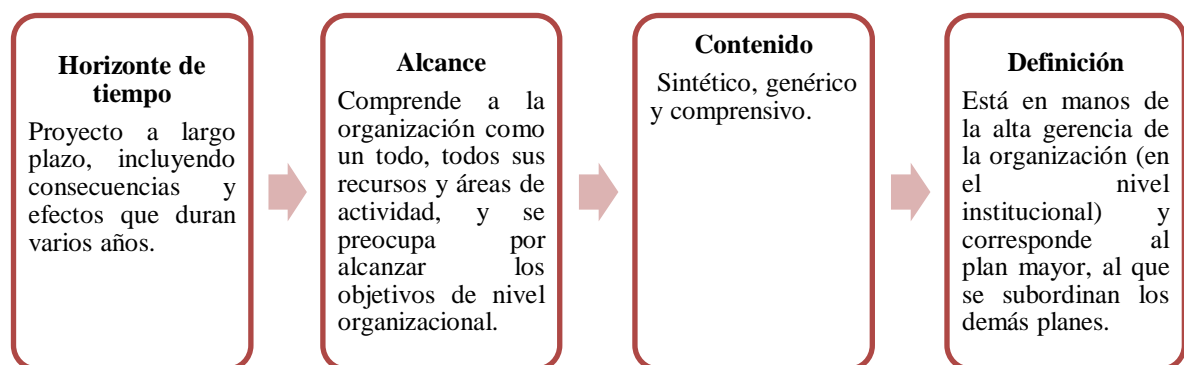 Horizonte de
tiempo
Proyecto a largo
plazo, incluyendo
consecuencias y
efectos que duran
varios años.
Alcance
Comprende a la
organización como
un todo, todos sus
recursos y áreas de
actividad, y se
preocupa por
alcanzar los
objetivos de nivel
organizacional.
Contenido
Sintético, genérico
y comprensivo.
Definición
Está en manos de
la alta gerencia de
la organización (en
el nivel
institucional) y
corresponde al
plan mayor, al que
se subordinan los
demás planes.